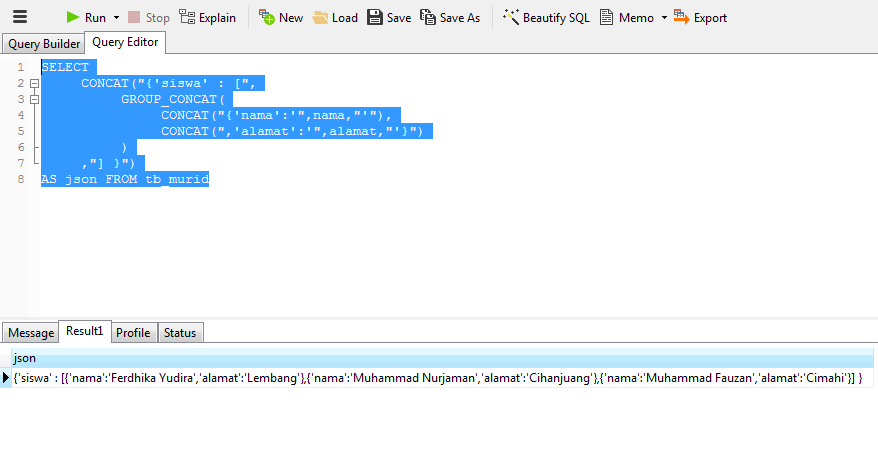 Run Stop Explain New Load Save Save As Beautify SQL Memo Export
Query Builder Query Editor
1 SELECT
2 CONCAT("{'siswa' : [",
3 GROUP_CONCAT(
4 CONCAT("{'nama':'",nama,"'"),
5 CONCAT(",'alamat':'",alamat,"'}")
6 )
7 ,"] }")
8 AS json FROM tb_murid
Message Result1 Profile Status
json
{'siswa' : [{'nama':'Ferdhika Yudira','alamat':'Lembang'},{'nama':'Muhammad Nurjaman','alamat':'Cihanjuang'},{'nama':'Muhammad Fauzan','alamat':'Cimahi'}] }